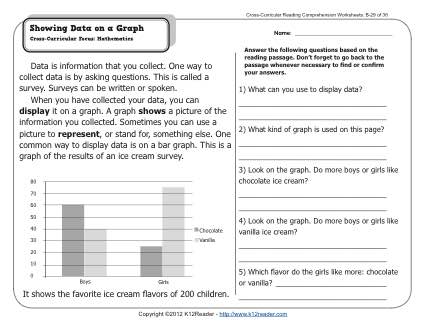 Cross-Curricular Reading Comprehension Worksheets: B-29 of 36
Showing Data on a Graph
Cross-Curricular Focus: Mathematics
Name:
Data is information that you collect. One way to
collect data is by asking questions. This is called a
survey. Surveys can be written or spoken.
When you have collected your data, you can
display it on a graph. A graph shows a picture of the
information you collected. Sometimes you can use a
picture to represent, or stand for, something else. One
common way to display data is on a bar graph. This is a
graph of the results of an ice cream survey.
80
70
60
50
40
30
20
10
0
Boys
Girls
Chocolate
Vanilla
It shows the favorite ice cream flavors of 200 children.
Answer the following questions based on the
reading passage. Don't forget to go back to the
passage whenever necessary to find or confirm
your answers.
1) What can you use to display data?
2) What kind of graph is used on this page?
3) Look on the graph. Do more boys or girls like
chocolate ice cream?
4) Look on the graph. Do more boys or girls like
vanilla ice cream?
5) Which flavor do the girls like more: chocolate
or vanilla?
Copyright ©2012 K12Reader - http://www.k12reader.com